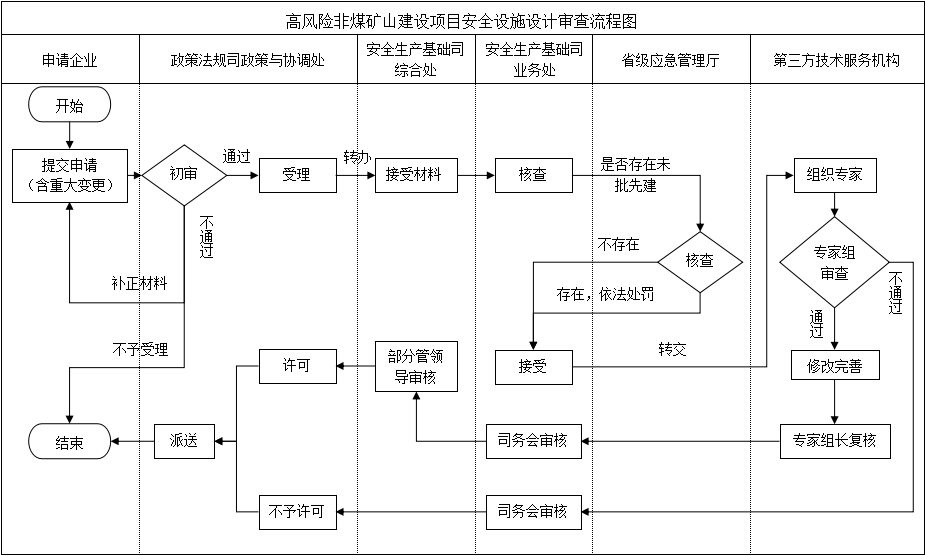 高风险非煤矿山建设项目安全设施设计审查流程图
申请企业
政策法规司政策与协调处
安全生产基础司
综合处
安全生产基础司
业务处
省级应急管理厅
第三方技术服务机构
开始
提交申请
（含重大变更）
初审
通过
受理
转办
接受材料
核查
是否存在未
批先建
组织专家
不通过
不存在
核查
专家组
审查
不通过
补正材料
存在，依法处罚
通过
不予受理
许可
部分管领
导审核
接受
转交
修改完善
结束
派送
司务会审核
专家组长复核
不予许可
司务会审核